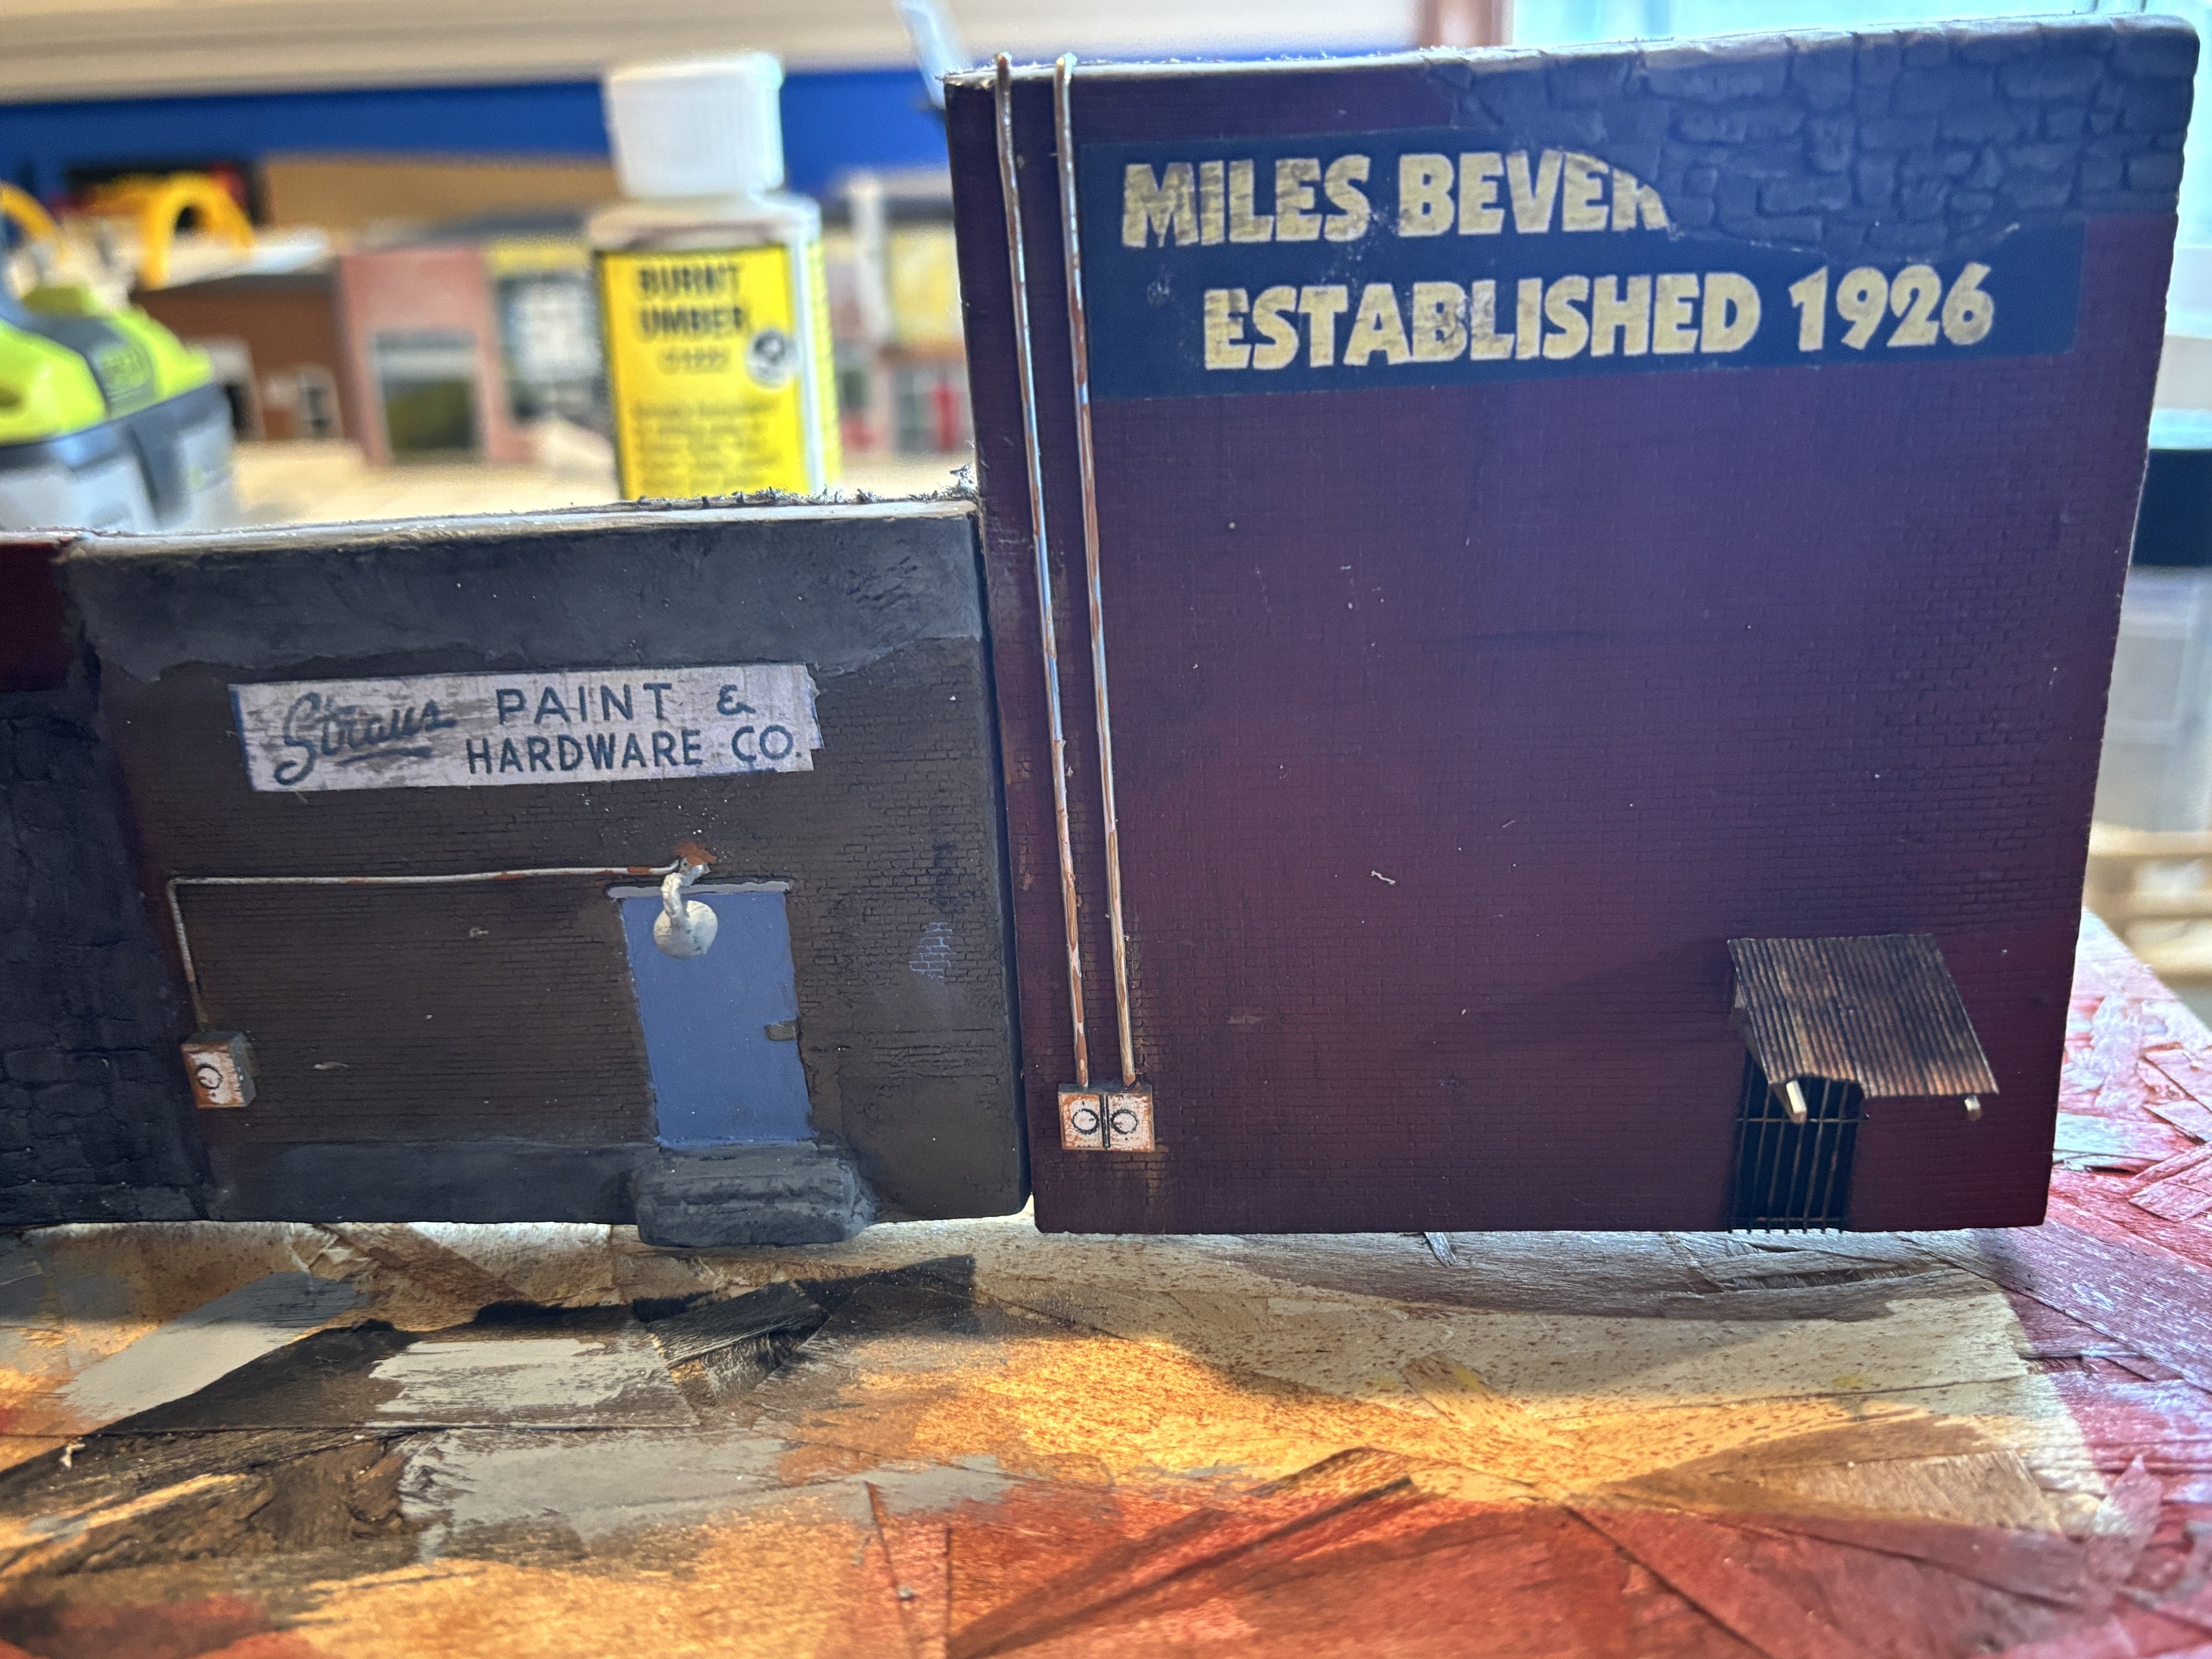 BURNT
UMBER
MILES BEVER
ESTABLISHED 1926
Straus PAINT &
HARDWARE CO.